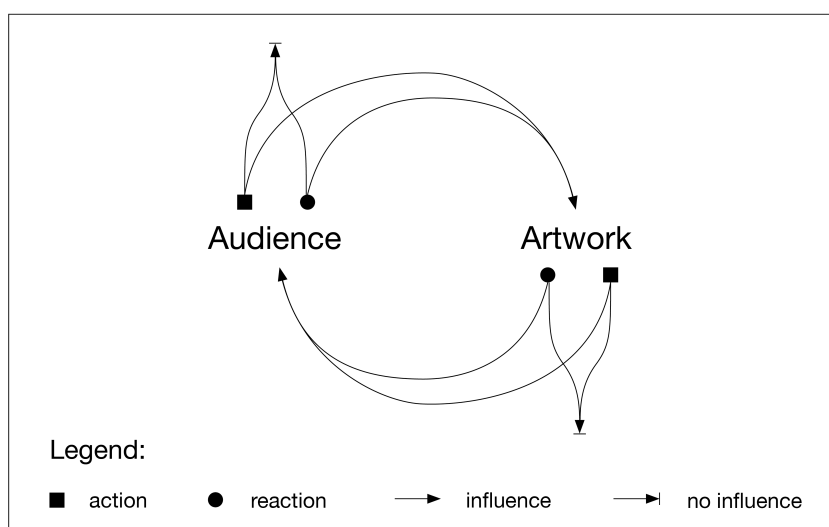 Audience
Artwork
Legend:
action reaction influence no influence